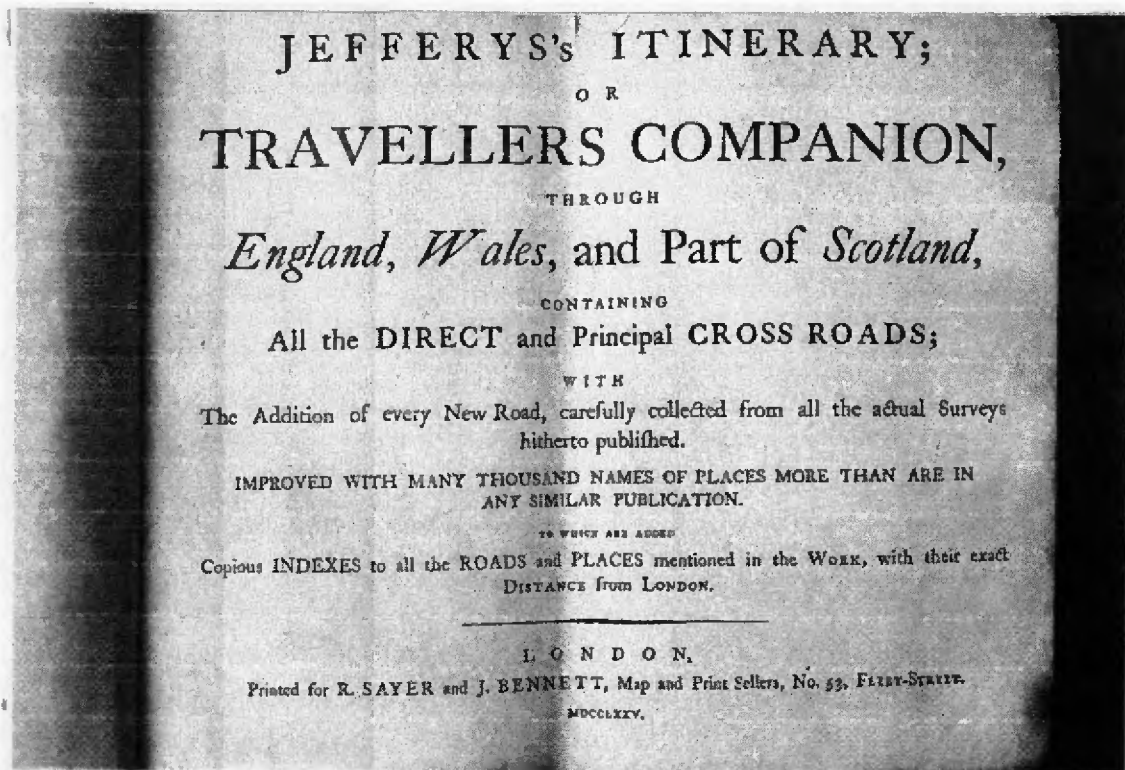 JEFFERYS's ITINERARY;
OR
TRAVELLERS COMPANION,
THROUGH
England, Wales, and Part of Scotland,
CONTAINING
All the DIRECT and Principal CROSS ROADS;
WITH
The Addition of every New Road, carefully collected from all the actual Surveys
hitherto publiſhed.
IMPROVED WITH MANY THOUSAND NAMES OF PLACES MORE THAN ARE IN
ANY SIMILAR PUBLICATION.
TO WHICH ARE ADDED
Copious INDEXES to all the ROADS and PLACES mentioned in the WORK, with their exact
DISTANCE from LONDON.
LONDON,
Printed for R. SAYER and J. BENNETT, Map and Print Sellers, No. 53, FLEET-STREET.
MDCCLXXV.